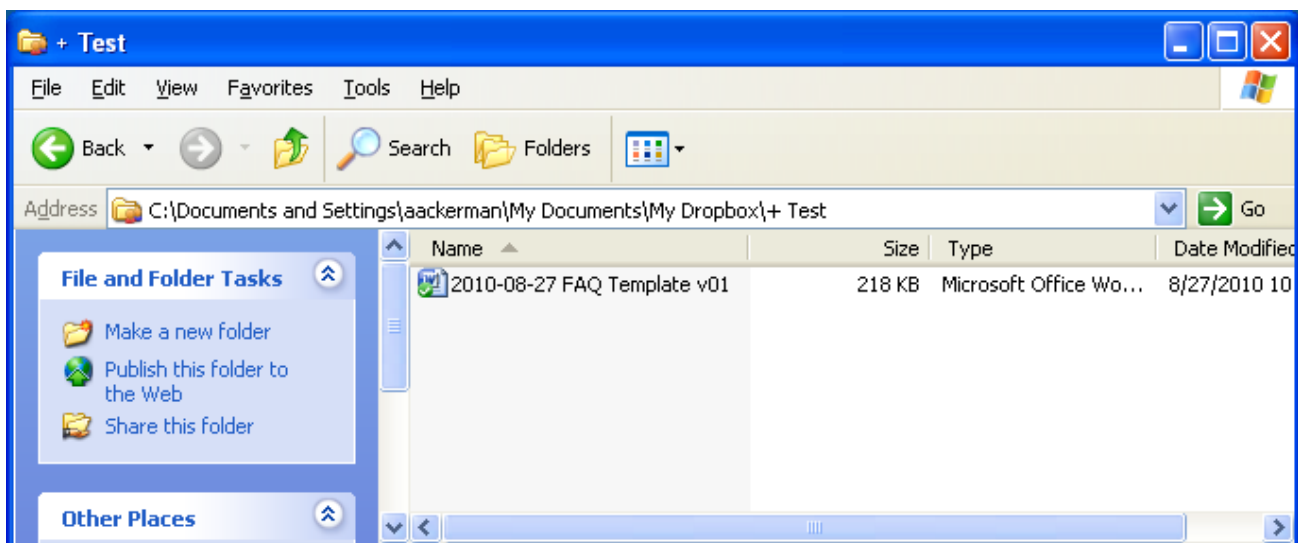 + Test
File Edit View Favorites Tools Help
Back Search Folders
Address C:\Documents and Settings\aackerman\My Documents\My Dropbox\+ Test Go
Name Size Type Date Modified
File and Folder Tasks
2010-08-27 FAQ Template v01 218 KB Microsoft Office Wo... 8/27/2010 10
Make a new folder
Publish this folder to
the Web
Share this folder
Other Places